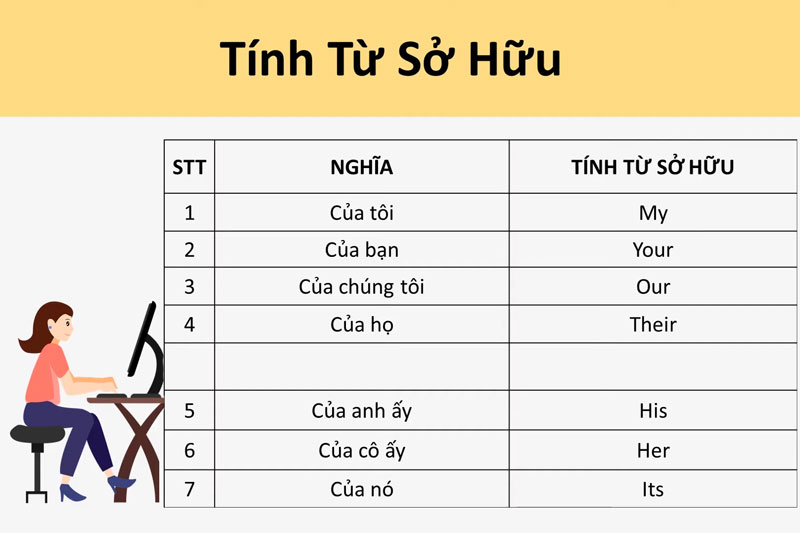 Tính Từ Sở Hữu
STT NGHĨA TÍNH TỪ SỞ HỮU
1 Của tôi My
2 Của bạn Your
3 Của chúng tôi Our
4 Của họ Their
5 Của anh ấy His
6 Của cô ấy Her
7 Của nó Its